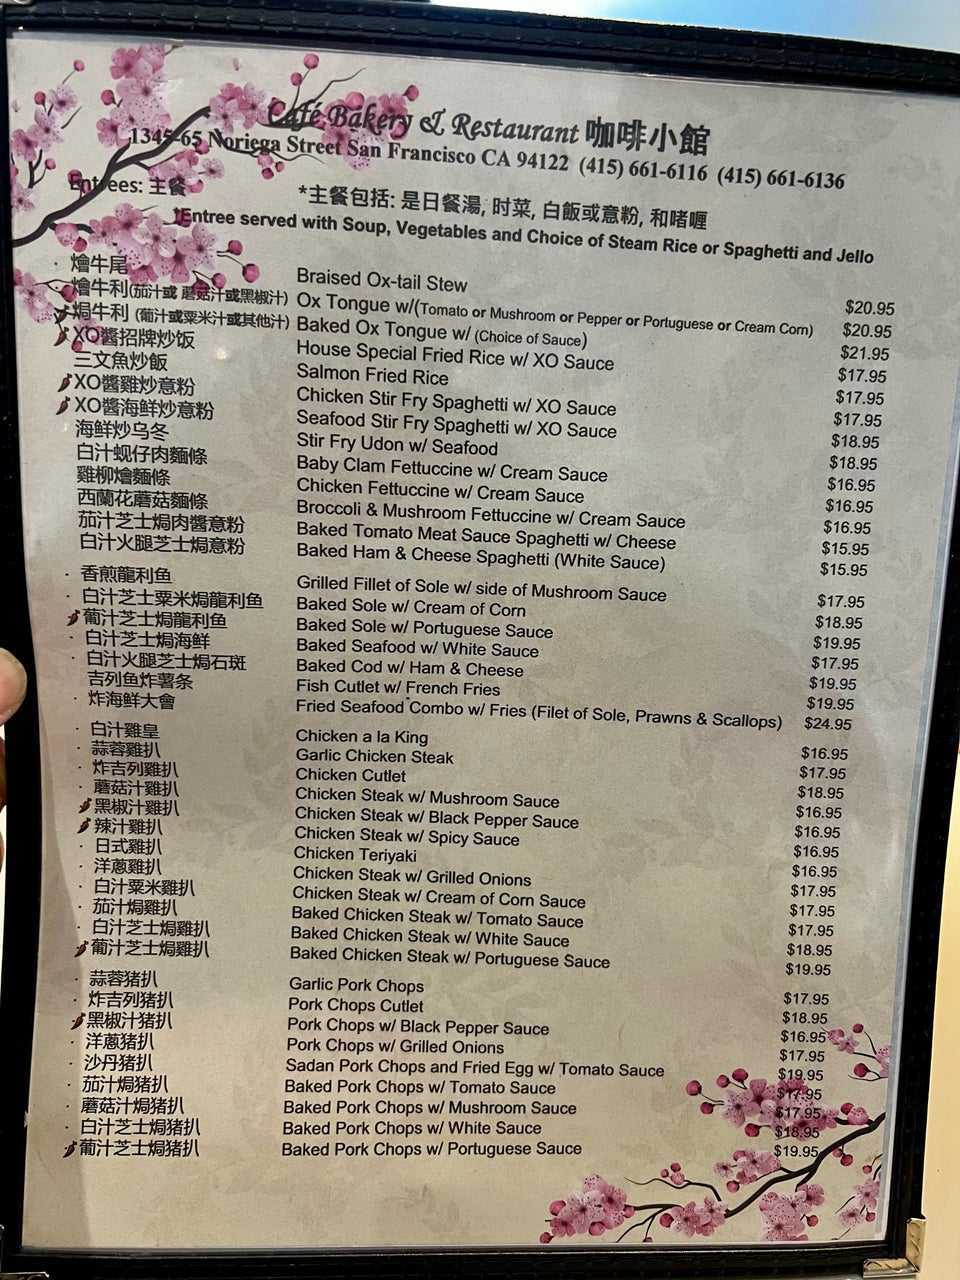 Café Bakery & Restaurant 咖啡小館
1345-65 Noriega Street San Francisco CA 94122 (415) 661-6116 (415) 661-6136
Entrees: 主餐
*主餐包括: 是日餐湯, 时菜, 白飯或意粉, 和啫喱
*Entree served with Soup, Vegetables and Choice of Steam Rice or Spaghetti and Jello
· 燴牛尾 Braised Ox-tail Stew $20.95
· 燴牛利(茄汁或 蘑菇汁或黑椒汁) Ox Tongue w/(Tomato or Mushroom or Pepper or Portuguese or Cream Corn) $20.95
焗牛利 (葡汁或粟米汁或其他汁) Baked Ox Tongue w/ (Choice of Sauce) $21.95
XO醬招牌炒饭 House Special Fried Rice w/ XO Sauce $17.95
三文魚炒飯 Salmon Fried Rice $17.95
XO醬雞炒意粉 Chicken Stir Fry Spaghetti w/ XO Sauce $17.95
XO醬海鮮炒意粉 Seafood Stir Fry Spaghetti w/ XO Sauce $18.95
海鮮炒乌冬 Stir Fry Udon w/ Seafood $18.95
白汁蚬仔肉麵條 Baby Clam Fettuccine w/ Cream Sauce $16.95
雞柳燴麵條 Chicken Fettuccine w/ Cream Sauce $16.95
西蘭花蘑菇麵條 Broccoli & Mushroom Fettuccine w/ Cream Sauce $16.95
茄汁芝士焗肉醬意粉 Baked Tomato Meat Sauce Spaghetti w/ Cheese $15.95
白汁火腿芝士焗意粉 Baked Ham & Cheese Spaghetti (White Sauce) $15.95
· 香煎龍利鱼 Grilled Fillet of Sole w/ side of Mushroom Sauce $17.95
· 白汁芝士粟米焗龍利鱼 Baked Sole w/ Cream of Corn $18.95
葡汁芝士焗龍利鱼 Baked Sole w/ Portuguese Sauce $19.95
· 白汁芝士焗海鮮 Baked Seafood w/ White Sauce $17.95
· 白汁火腿芝士焗石斑 Baked Cod w/ Ham & Cheese $19.95
吉列鱼炸薯条 Fish Cutlet w/ French Fries $19.95
· 炸海鮮大會 Fried Seafood Combo w/ Fries (Filet of Sole, Prawns & Scallops) $24.95
· 白汁雞皇 Chicken a la King $16.95
· 蒜蓉雞扒 Garlic Chicken Steak $17.95
· 炸吉列雞扒 Chicken Cutlet $18.95
· 蘑菇汁雞扒 Chicken Steak w/ Mushroom Sauce $16.95
黑椒汁雞扒 Chicken Steak w/ Black Pepper Sauce $16.95
辣汁雞扒 Chicken Steak w/ Spicy Sauce $16.95
· 日式雞扒 Chicken Teriyaki $16.95
· 洋蔥雞扒 Chicken Steak w/ Grilled Onions $17.95
· 白汁粟米雞扒 Chicken Steak w/ Cream of Corn Sauce $17.95
· 茄汁焗雞扒 Baked Chicken Steak w/ Tomato Sauce $17.95
· 白汁芝士焗雞扒 Baked Chicken Steak w/ White Sauce $18.95
葡汁芝士焗雞扒 Baked Chicken Steak w/ Portuguese Sauce $19.95
· 蒜蓉猪扒 Garlic Pork Chops $17.95
· 炸吉列猪扒 Pork Chops Cutlet $18.95
黑椒汁猪扒 Pork Chops w/ Black Pepper Sauce $16.95
· 洋蔥猪扒 Pork Chops w/ Grilled Onions $17.95
· 沙丹猪扒 Sadan Pork Chops and Fried Egg w/ Tomato Sauce $19.95
· 茄汁焗猪扒 Baked Pork Chops w/ Tomato Sauce $17.95
· 蘑菇汁焗猪扒 Baked Pork Chops w/ Mushroom Sauce $17.95
· 白汁芝士焗猪扒 Baked Pork Chops w/ White Sauce $18.95
葡汁芝士焗猪扒 Baked Pork Chops w/ Portuguese Sauce $19.95